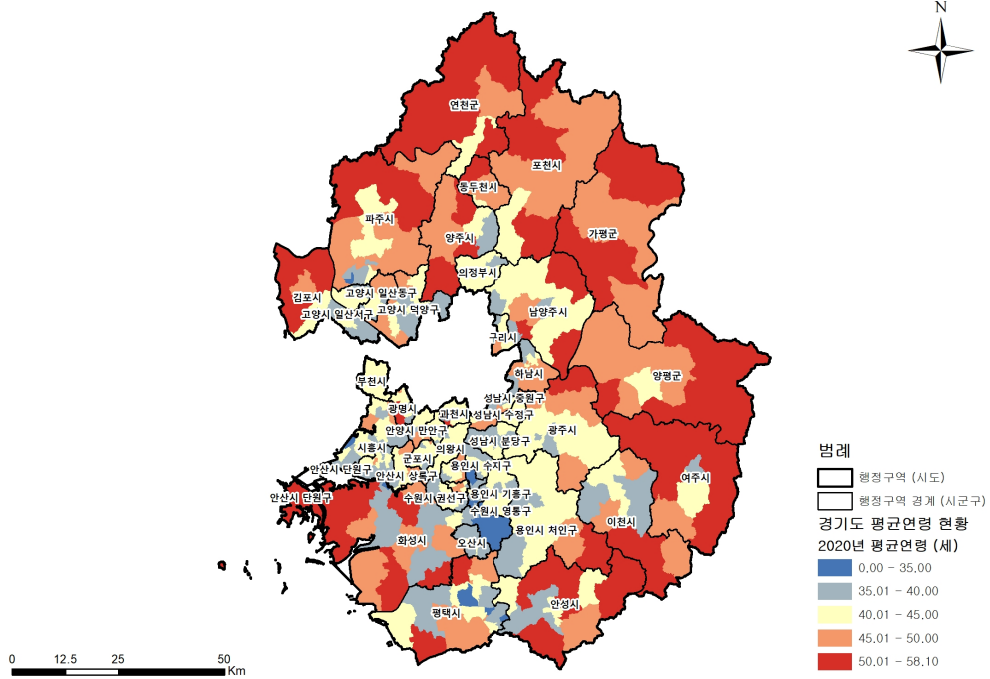 N
연천군
포천시
동두천시
파주시
양주시
가평군
의정부시
고양시 일산동구
김포시
고양시 덕양구
고양시 일산서구
남양주시
구리시
하남시
양평군
부천시
성남시 중원구
광명시
과천시
성남시 수정구
안양시 만안구
광주시
성남시 분당구
시흥시
의왕시
군포시
용인시 수지구
안산시 단원구
안산시 상록구
여주시
안산시 단원구
수원시 권선구
용인시 기흥구
수원시 영통구
이천시
용인시 처인구
화성시
오산시
평택시
안성시
범례
행정구역 (시도)
행정구역 경계 (시군구)
경기도 평균연령 현황
2020년 평균연령 (세)
0.00 - 35.00
35.01 - 40.00
40.01 - 45.00
45.01 - 50.00
50.01 - 58.10
0 12.5 25 50
Km